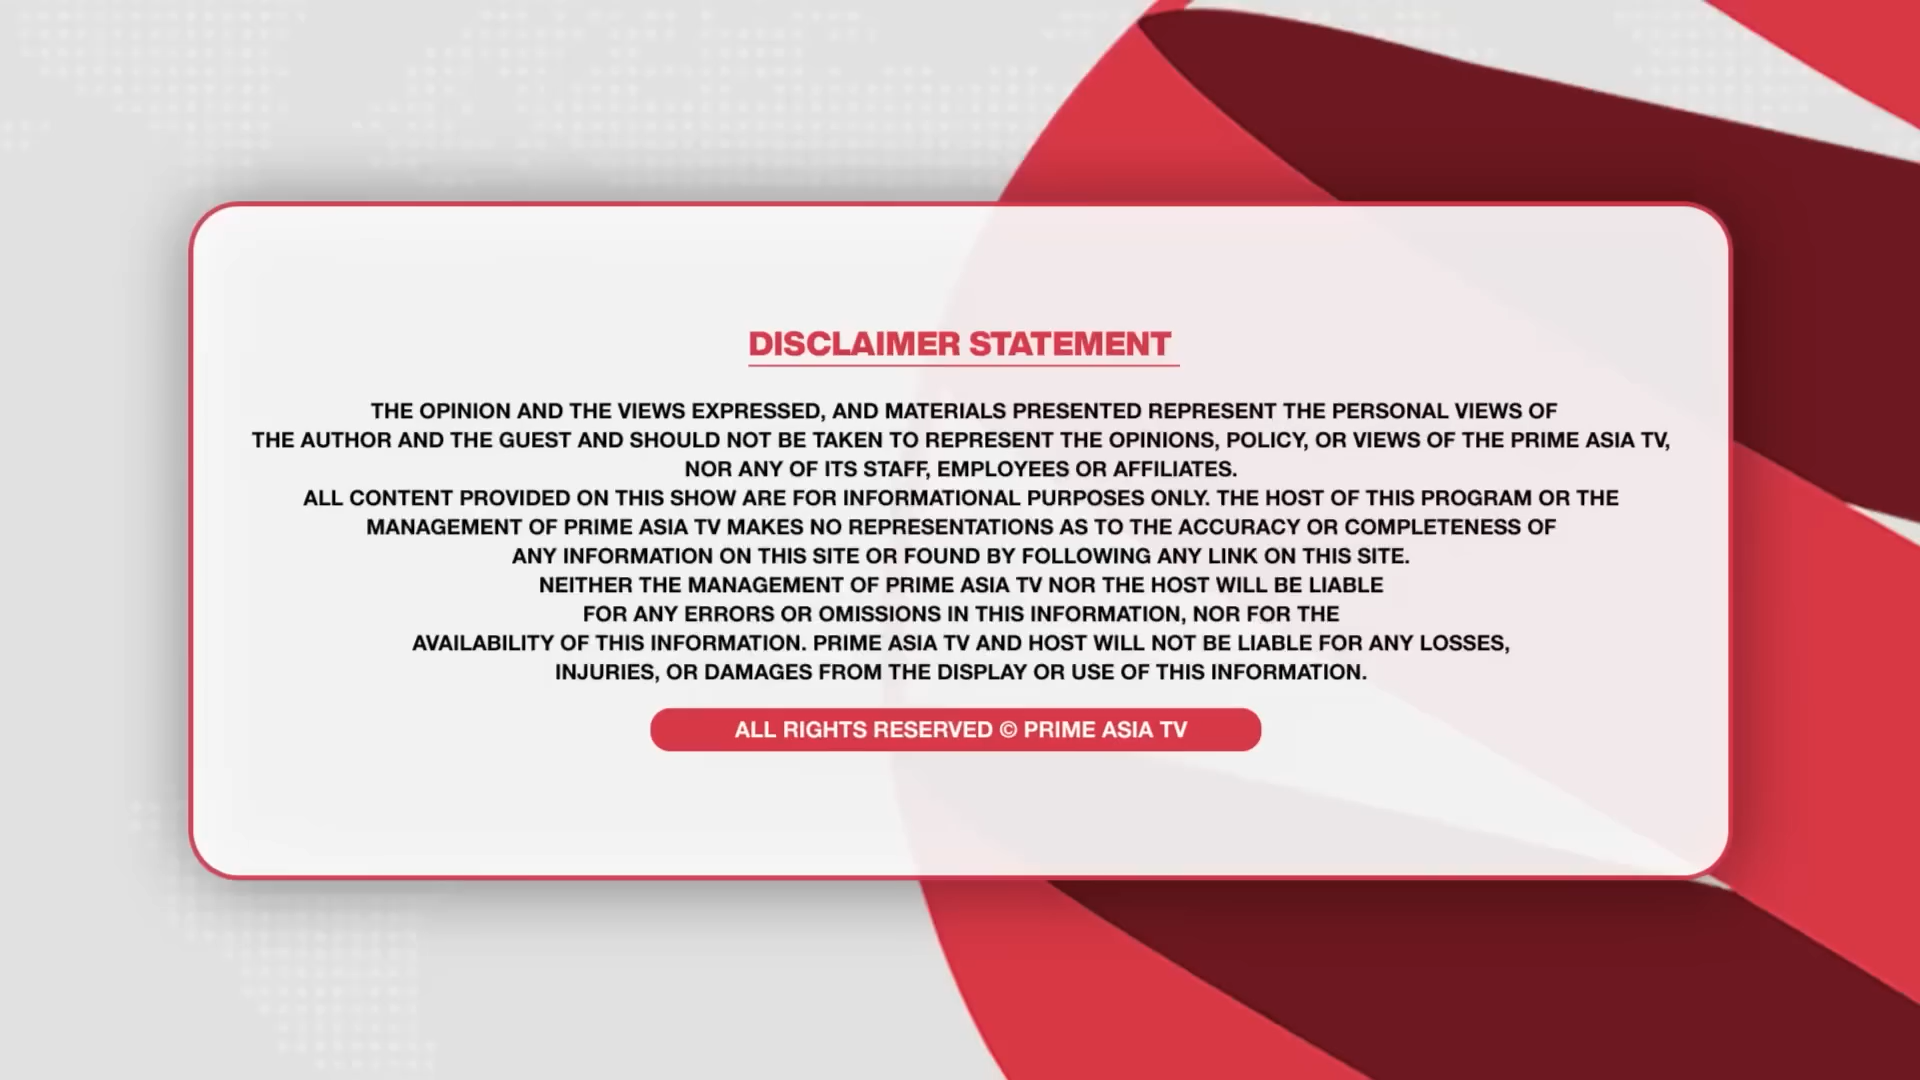 DISCLAIMER STATEMENT
THE OPINION AND THE VIEWS EXPRESSED, AND MATERIALS PRESENTED REPRESENT THE PERSONAL VIEWS OF
THE AUTHOR AND THE GUEST AND SHOULD NOT BE TAKEN TO REPRESENT THE OPINIONS, POLICY, OR VIEWS OF THE PRIME ASIA TV,
NOR ANY OF ITS STAFF, EMPLOYEES OR AFFILIATES.
ALL CONTENT PROVIDED ON THIS SHOW ARE FOR INFORMATIONAL PURPOSES ONLY. THE HOST OF THIS PROGRAM OR THE
MANAGEMENT OF PRIME ASIA TV MAKES NO REPRESENTATIONS AS TO THE ACCURACY OR COMPLETENESS OF
ANY INFORMATION ON THIS SITE OR FOUND BY FOLLOWING ANY LINK ON THIS SITE.
NEITHER THE MANAGEMENT OF PRIME ASIA TV NOR THE HOST WILL BE LIABLE
FOR ANY ERRORS OR OMISSIONS IN THIS INFORMATION, NOR FOR THE
AVAILABILITY OF THIS INFORMATION. PRIME ASIA TV AND HOST WILL NOT BE LIABLE FOR ANY LOSSES,
INJURIES, OR DAMAGES FROM THE DISPLAY OR USE OF THIS INFORMATION.
ALL RIGHTS RESERVED © PRIME ASIA TV